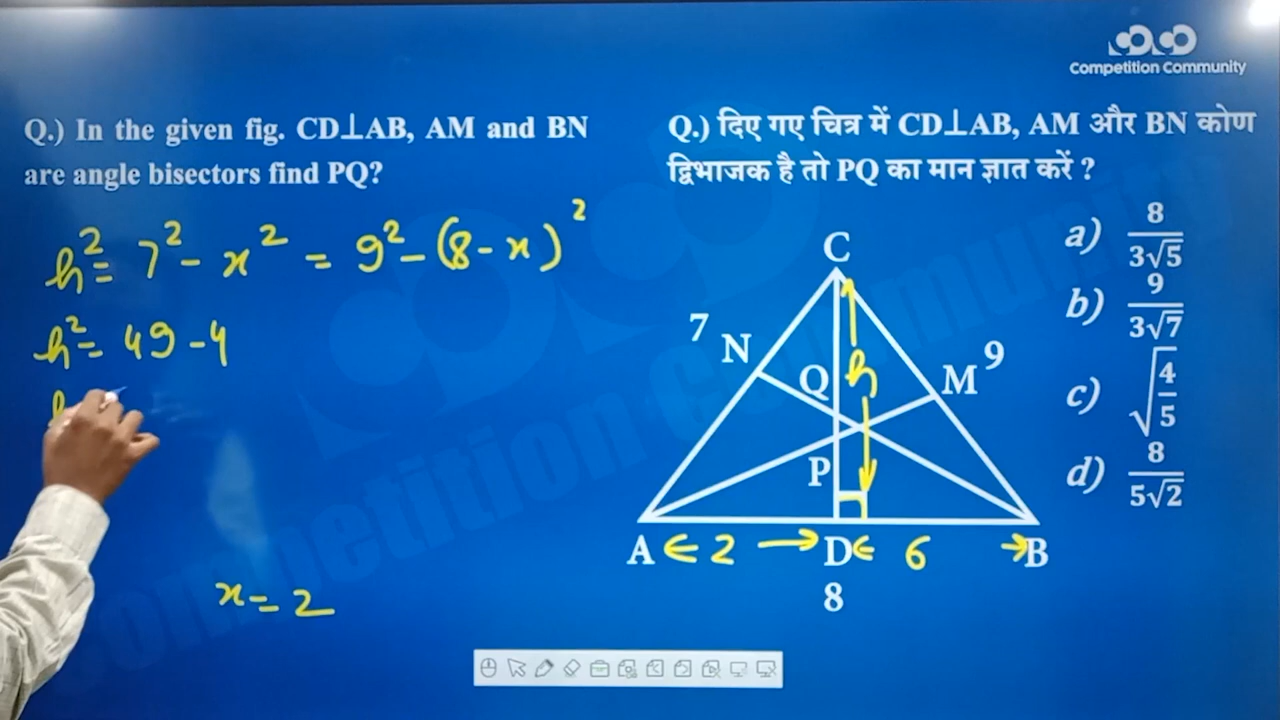 Competition Community
Q.) In the given fig. CD⊥AB, AM and BN
are angle bisectors find PQ?
Q.) दिए गए चित्र में CD⊥AB, AM और BN कोण
द्विभाजक है तो PQ का मान ज्ञात करें ?
h² = 7² - x² = 9² - (8 - x)²
h² = 49 - 4
x = 2
C
7
N
9
M
Q
h
P
A
2
D
6
B
8
a) 8/3√5
b) 9/3√7
c) √4/5
d) 8/5√2
Competition Community